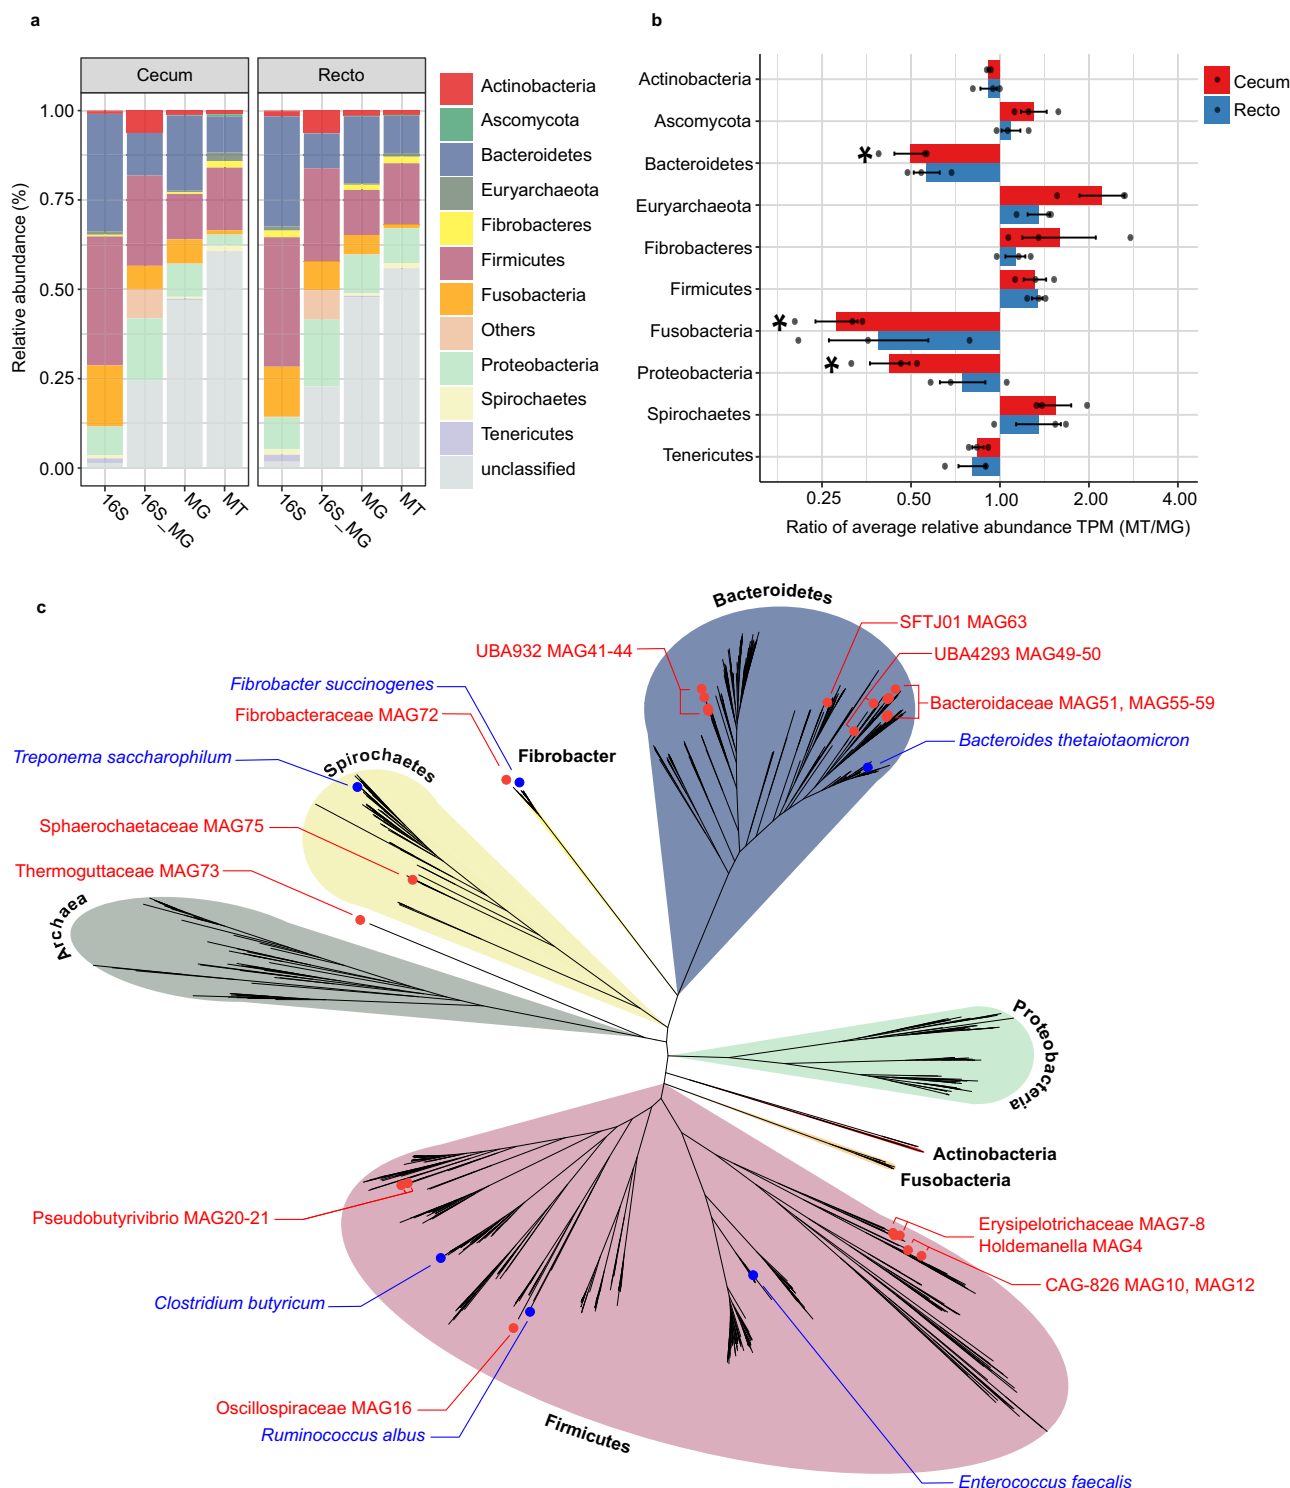 a
Cecum
Recto
Relative abundance (%)
1.00
0.75
0.50
0.25
0.00
16S
16S_MG
MG
MT
16S
16S_MG
MG
MT
Actinobacteria
Ascomycota
Bacteroidetes
Euryarchaeota
Fibrobacteres
Firmicutes
Fusobacteria
Others
Proteobacteria
Spirochaetes
Tenericutes
unclassified
b
Actinobacteria
Ascomycota
Bacteroidetes
Euryarchaeota
Fibrobacteres
Firmicutes
Fusobacteria
Proteobacteria
Spirochaetes
Tenericutes
*
*
*
0.25
0.50
1.00
2.00
4.00
Ratio of average relative abundance TPM (MT/MG)
Cecum
Recto
c
Bacteroidetes
SFTJ01 MAG63
UBA932 MAG41-44
UBA4293 MAG49-50
Fibrobacter succinogenes
Bacteroidaceae MAG51, MAG55-59
Fibrobacteraceae MAG72
Bacteroides thetaiotaomicron
Treponema saccharophilum
Spirochaetes
Fibrobacter
Sphaerochaetaceae MAG75
Thermoguttaceae MAG73
Archaea
Proteobacteria
Actinobacteria
Fusobacteria
Pseudobutyrivibrio MAG20-21
Erysipelotrichaceae MAG7-8
Holdemanella MAG4
CAG-826 MAG10, MAG12
Clostridium butyricum
Oscillospiraceae MAG16
Ruminococcus albus
Firmicutes
Enterococcus faecalis